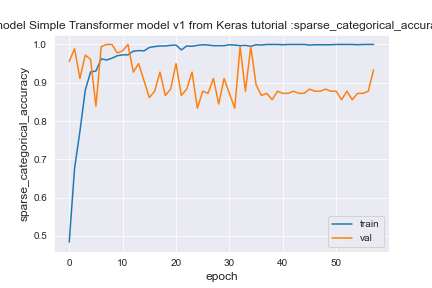 model Simple Transformer model v1 from Keras tutorial :sparse_categorical_accura
1.0
0.9
0.8
0.7
0.6
0.5
sparse_categorical_accuracy
0
10
20
30
40
50
epoch
train
val